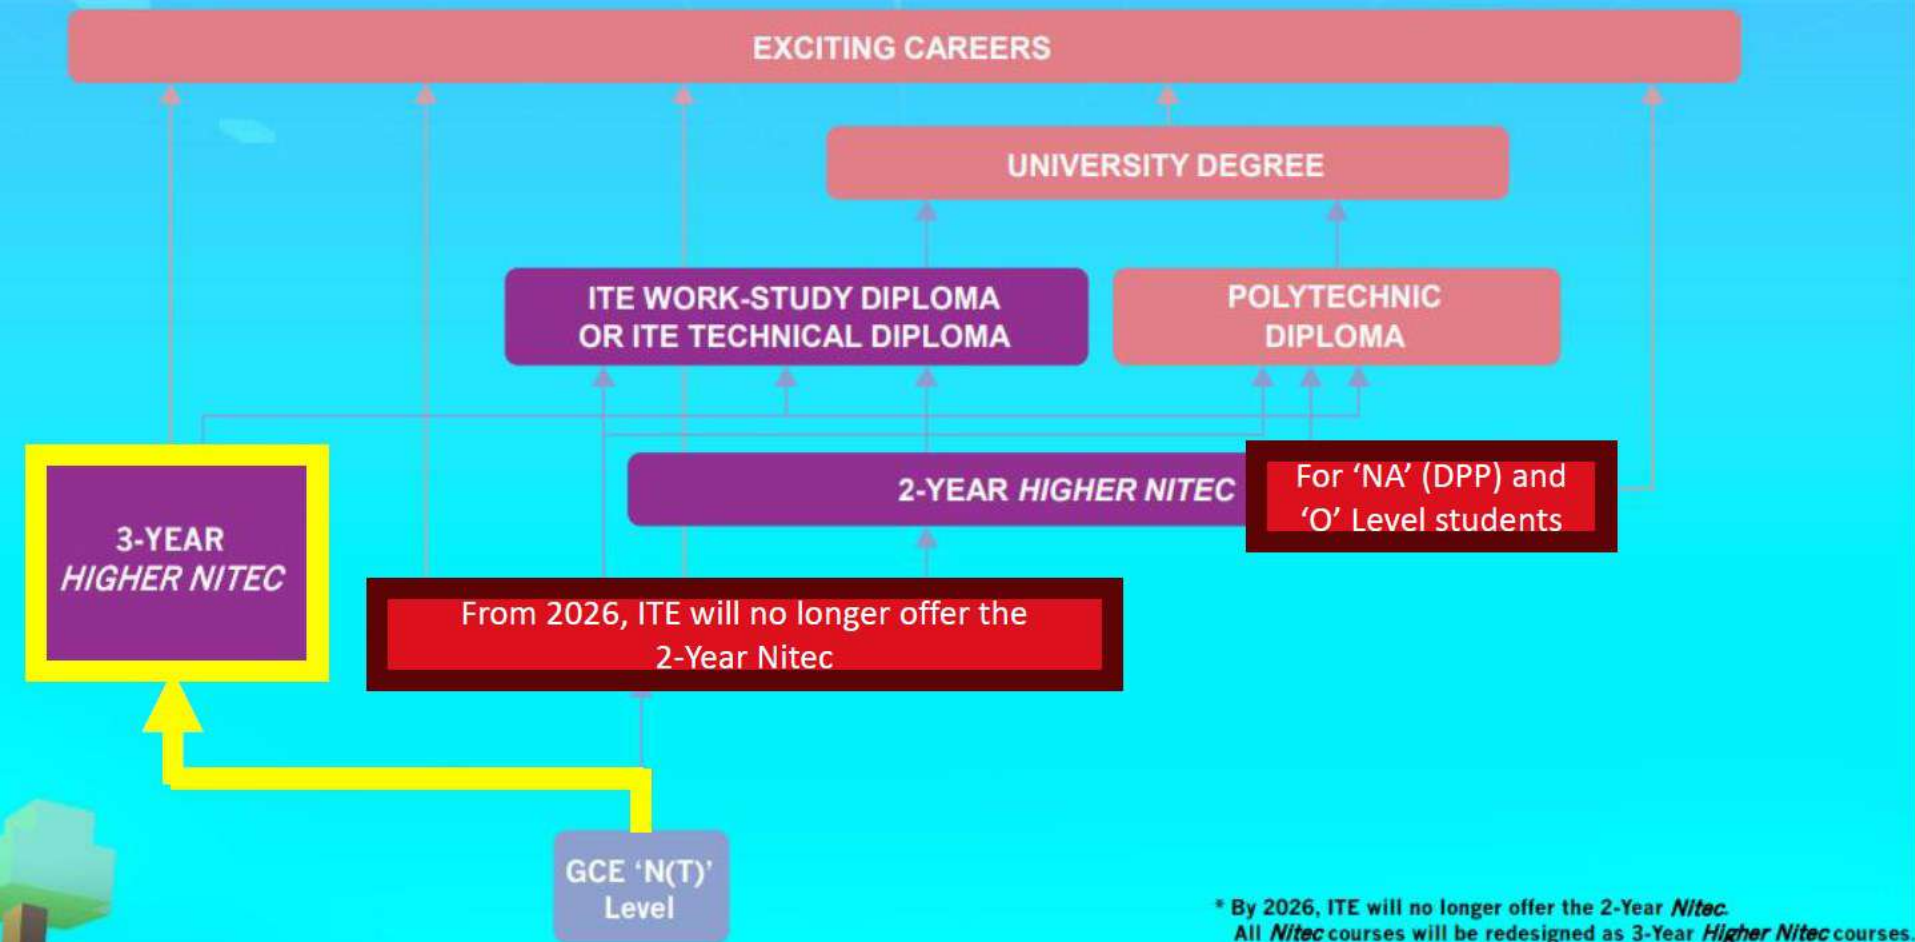 EXCITING CAREERS
UNIVERSITY DEGREE
ITE WORK-STUDY DIPLOMA
OR ITE TECHNICAL DIPLOMA
POLYTECHNIC
DIPLOMA
2-YEAR HIGHER NITEC
For ‘NA’ (DPP) and
‘O’ Level students
3-YEAR
HIGHER NITEC
From 2026, ITE will no longer offer the
2-Year Nitec
GCE ‘N(T)’
Level
* By 2026, ITE will no longer offer the 2-Year Nitec.
All Nitec courses will be redesigned as 3-Year Higher Nitec courses.